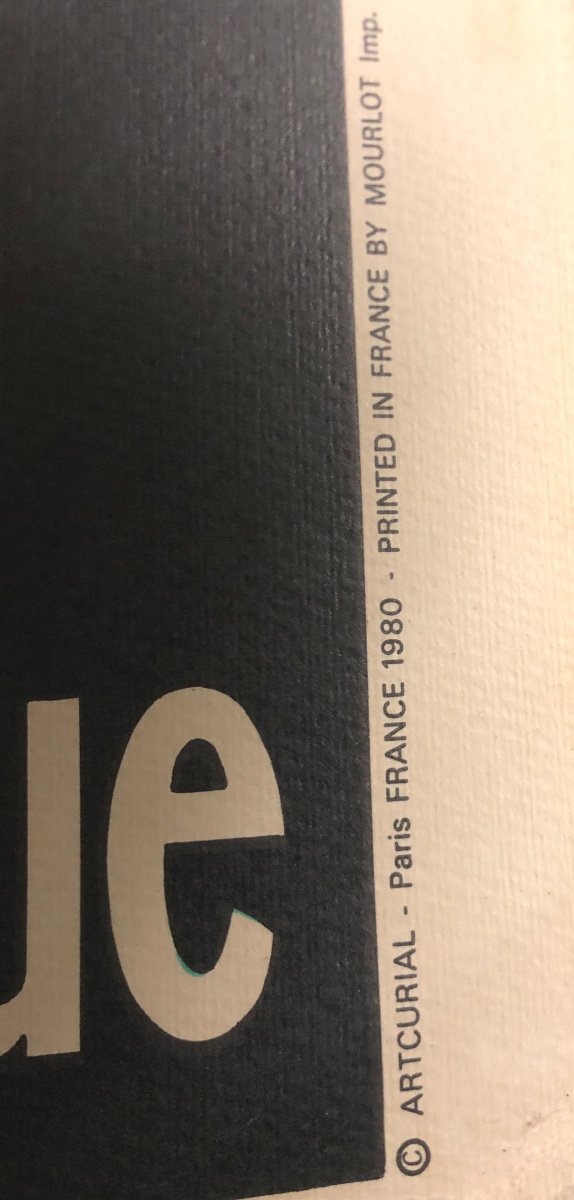 ue
© ARTCURIAL - Paris FRANCE 1980 - PRINTED IN FRANCE BY MOURLOT Imp.